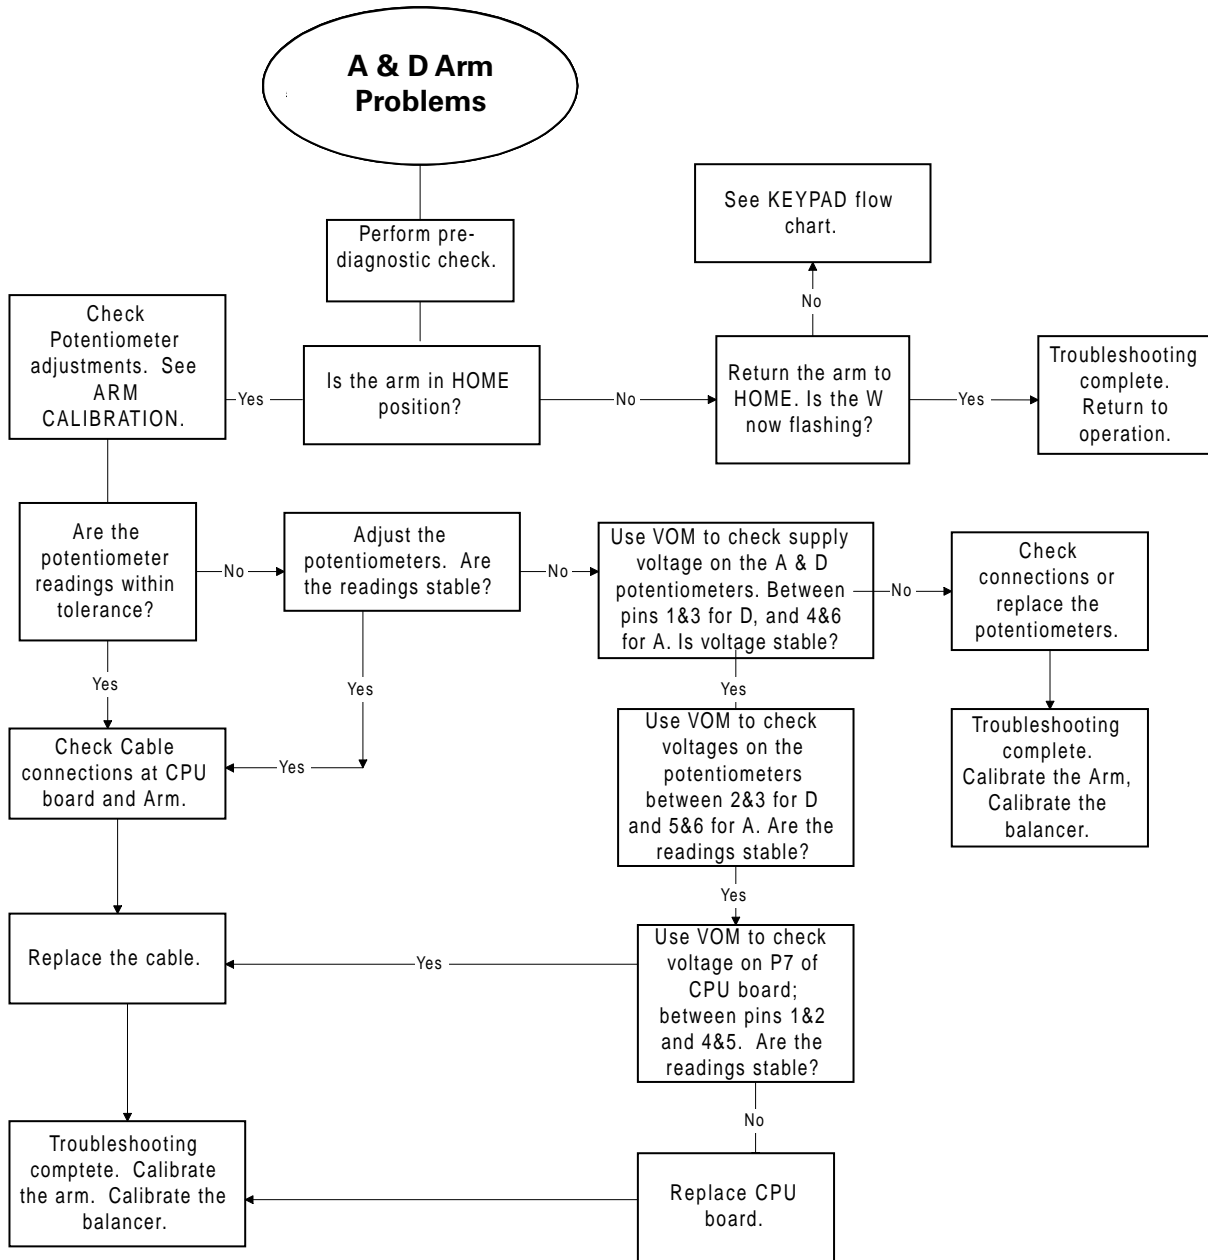 A & D Arm
Problems
See KEYPAD flow
chart.
Perform pre-
diagnostic check.
No
Check
Potentiometer
adjustments. See
ARM
CALIBRATION.
Yes
Is the arm in HOME
position?
No
Return the arm to
HOME. Is the W
now flashing?
Yes
Troubleshooting
complete.
Return to
operation.
Are the
potentiometer
readings within
tolerance?
No
Adjust the
potentiometers. Are
the readings stable?
No
Use VOM to check supply
voltage on the A & D
potentiometers. Between
pins 1&3 for D, and 4&6
for A. Is voltage stable?
No
Check
connections or
replace the
potentiometers.
Yes
Yes
Yes
Check Cable
connections at CPU
board and Arm.
Yes
Use VOM to check
voltages on the
potentiometers
between 2&3 for D
and 5&6 for A. Are the
readings stable?
Troubleshooting
complete.
Calibrate the Arm,
Calibrate the
balancer.
Yes
Replace the cable.
Yes
Use VOM to check
voltage on P7 of
CPU board;
between pins 1&2
and 4&5. Are the
readings stable?
No
Troubleshooting
comptete. Calibrate
the arm. Calibrate the
balancer.
Replace CPU
board.